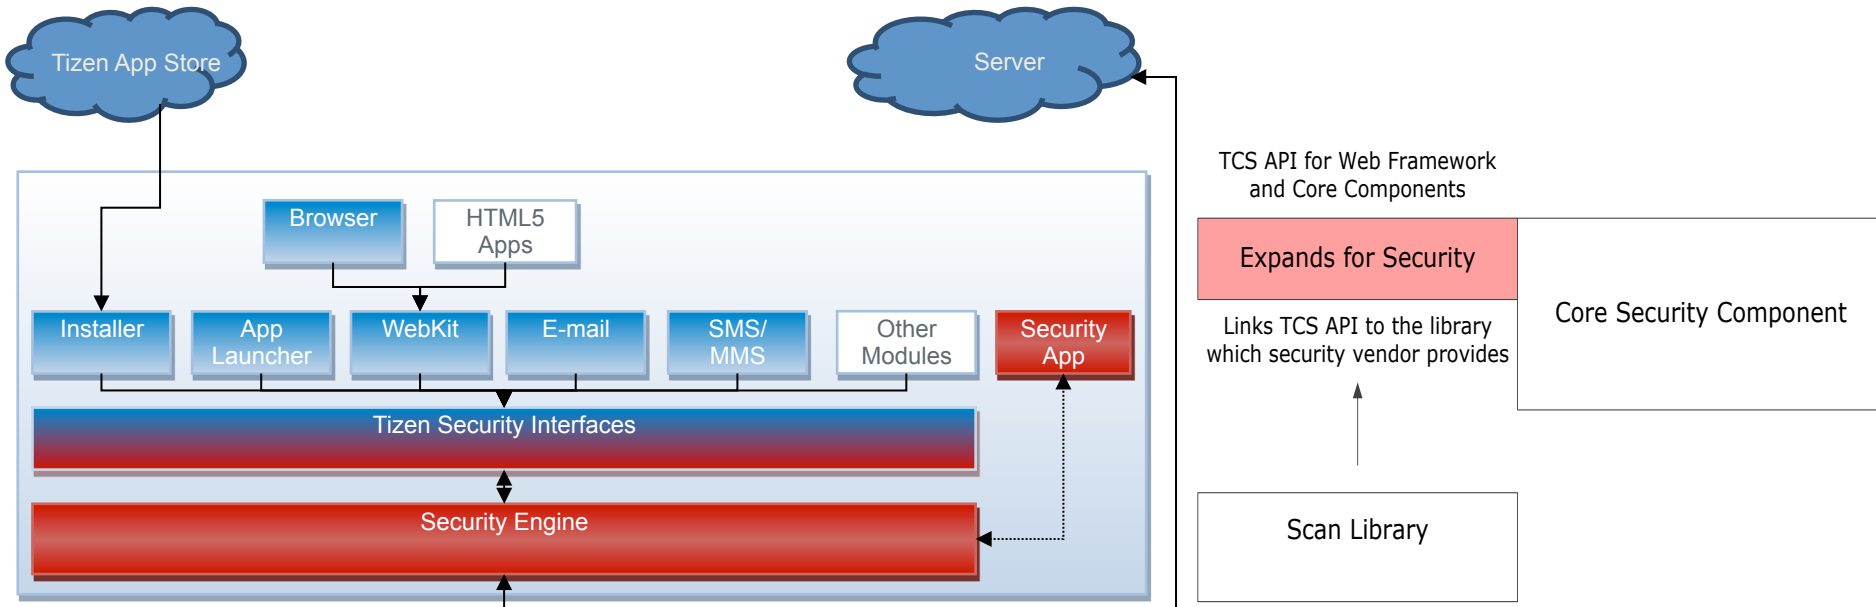 Tizen App Store
Server
TCS API for Web Framework
and Core Components
Browser
HTML5
Apps
Expands for Security
Core Security Component
Installer
App
Launcher
WebKit
E-mail
SMS/
MMS
Other
Modules
Security
App
Links TCS API to the library
which security vendor provides
Tizen Security Interfaces
Security Engine
Scan Library